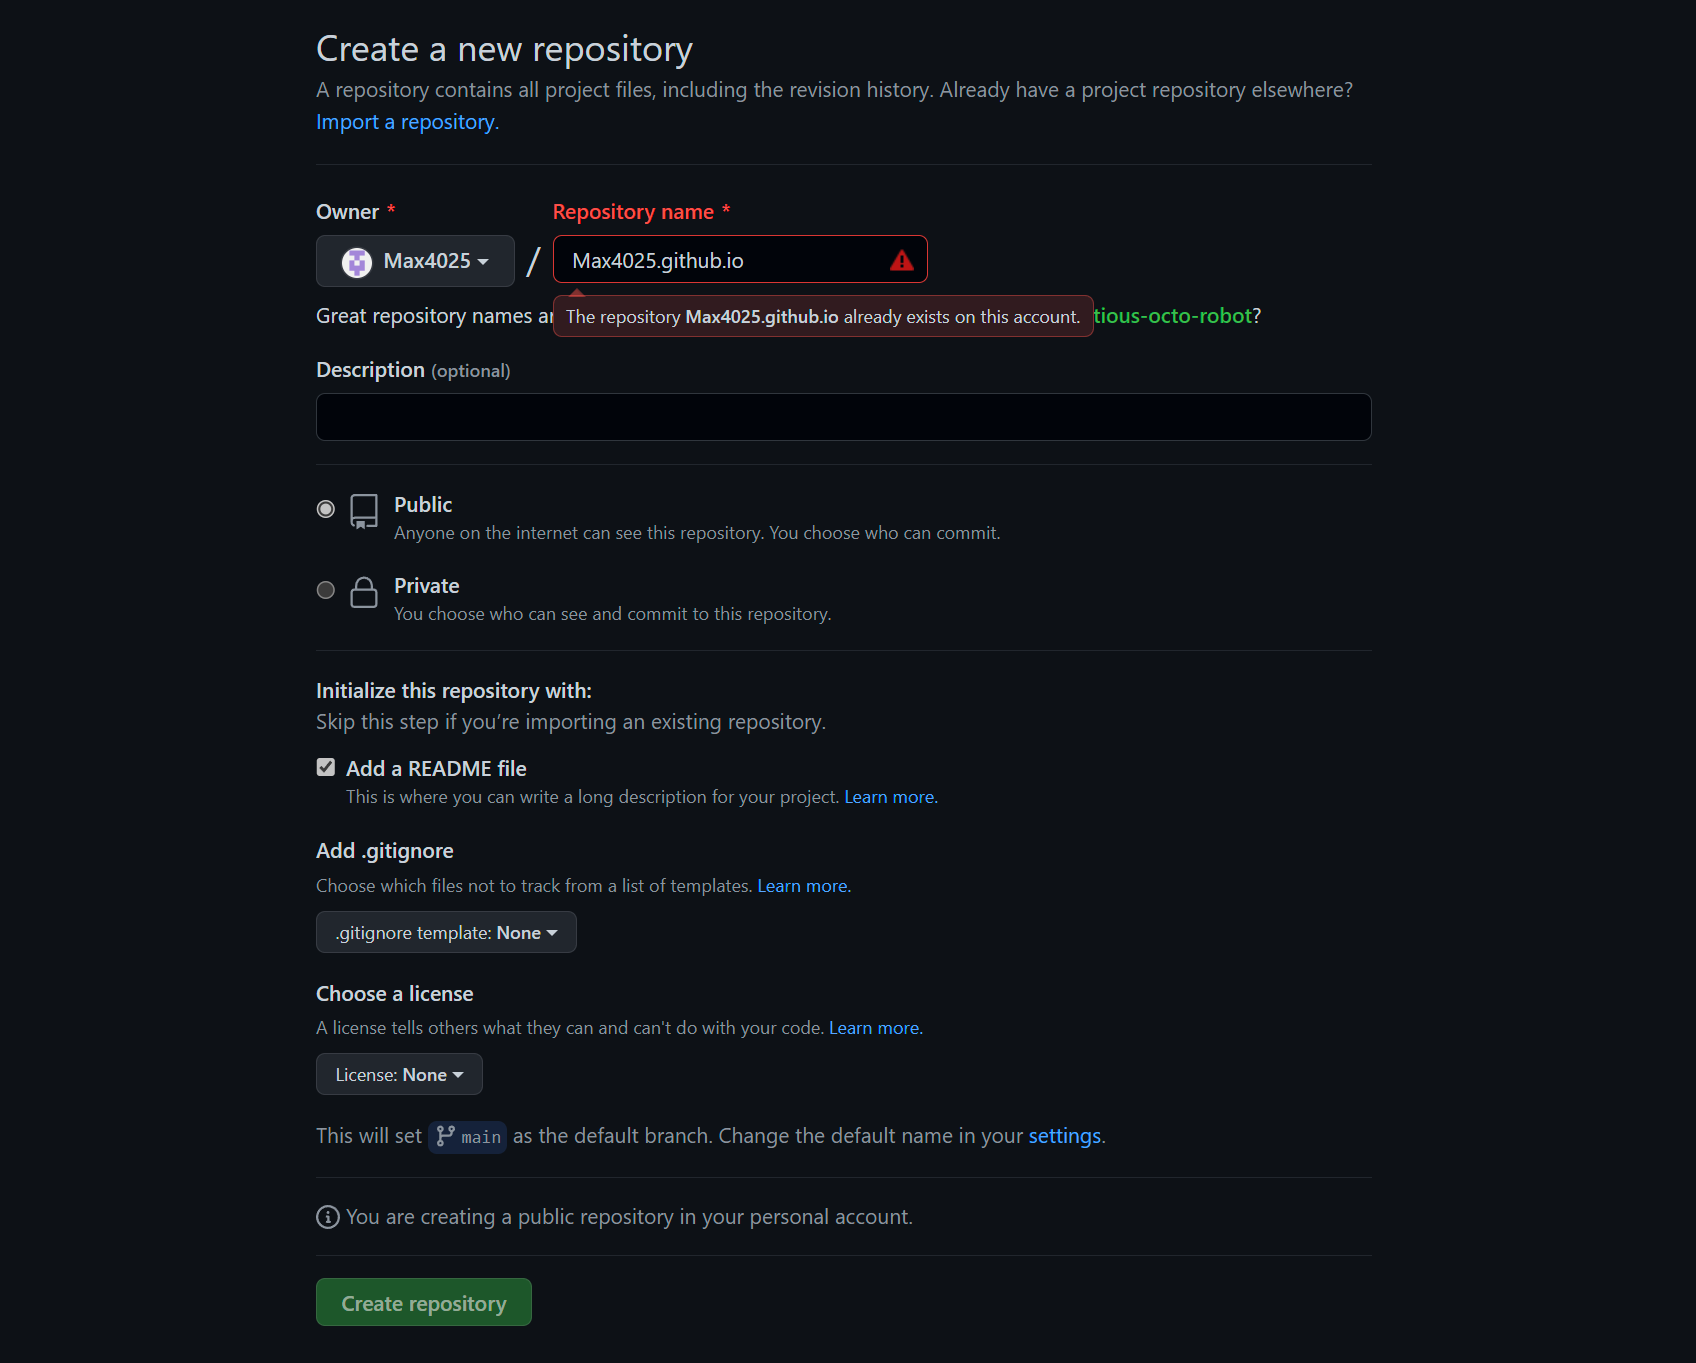 Create a new repository
A repository contains all project files, including the revision history. Already have a project repository elsewhere?
Import a repository.
Owner *
Repository name *
Max4025
/
Max4025.github.io
Great repository names ar
The repository Max4025.github.io already exists on this account.
tious-octo-robot?
Description (optional)
Public
Anyone on the internet can see this repository. You choose who can commit.
Private
You choose who can see and commit to this repository.
Initialize this repository with:
Skip this step if you’re importing an existing repository.
Add a README file
This is where you can write a long description for your project. Learn more.
Add .gitignore
Choose which files not to track from a list of templates. Learn more.
.gitignore template: None
Choose a license
A license tells others what they can and can't do with your code. Learn more.
License: None
This will set main as the default branch. Change the default name in your settings.
You are creating a public repository in your personal account.
Create repository